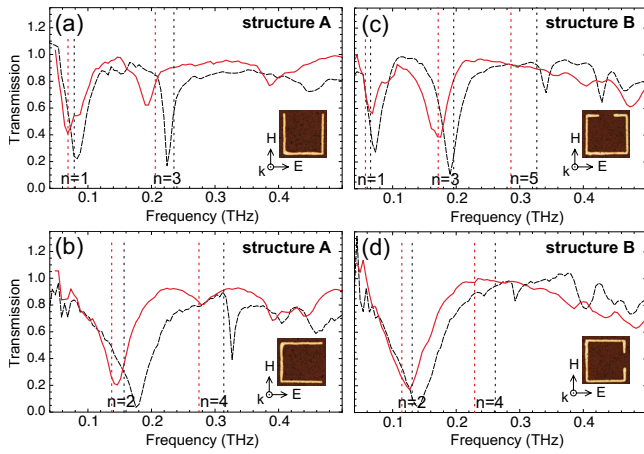 (a) structure A
Transmission
1.2
1.0
0.8
0.6
0.4
0.2
0.0
n=1 n=3
H
k E
0.1 0.2 0.3 0.4
Frequency (THz)
(c) structure B
n=1 n=3 n=5
H
k E
0.1 0.2 0.3 0.4
Frequency (THz)
(b) structure A
Transmission
1.2
1.0
0.8
0.6
0.4
0.2
0.0
n=2 n=4
H
k E
0.1 0.2 0.3 0.4
Frequency (THz)
(d) structure B
n=2 n=4
H
k E
0.1 0.2 0.3 0.4
Frequency (THz)